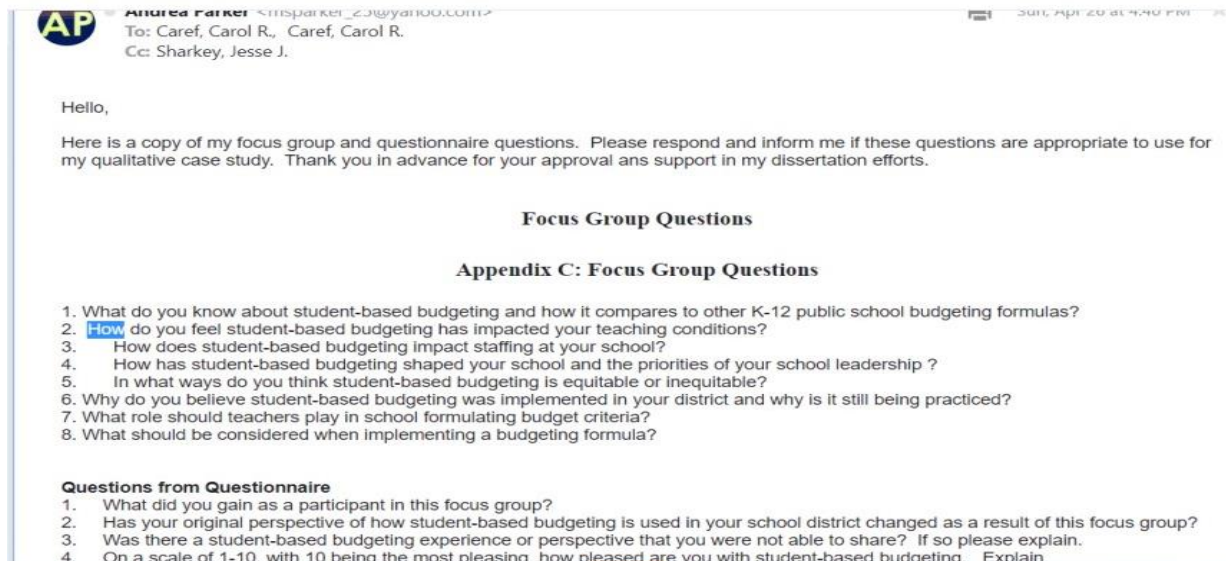 AP
Andrea Parker <msparker_25@yahoo.com>
Sun, Apr 26 at 4:40 PM
To: Caref, Carol R., Caref, Carol R.
Cc: Sharkey, Jesse J.
Hello,
Here is a copy of my focus group and questionnaire questions. Please respond and inform me if these questions are appropriate to use for
my qualitative case study. Thank you in advance for your approval ans support in my dissertation efforts.
Focus Group Questions
Appendix C: Focus Group Questions
1. What do you know about student-based budgeting and how it compares to other K-12 public school budgeting formulas?
2. How do you feel student-based budgeting has impacted your teaching conditions?
3. How does student-based budgeting impact staffing at your school?
4. How has student-based budgeting shaped your school and the priorities of your school leadership ?
5. In what ways do you think student-based budgeting is equitable or inequitable?
6. Why do you believe student-based budgeting was implemented in your district and why is it still being practiced?
7. What role should teachers play in school formulating budget criteria?
8. What should be considered when implementing a budgeting formula?
Questions from Questionnaire
1. What did you gain as a participant in this focus group?
2. Has your original perspective of how student-based budgeting is used in your school district changed as a result of this focus group?
3. Was there a student-based budgeting experience or perspective that you were not able to share? If so please explain.
4. On a scale of 1-10, with 10 being the most pleasing, how pleased are you with student-based budgeting. Explain